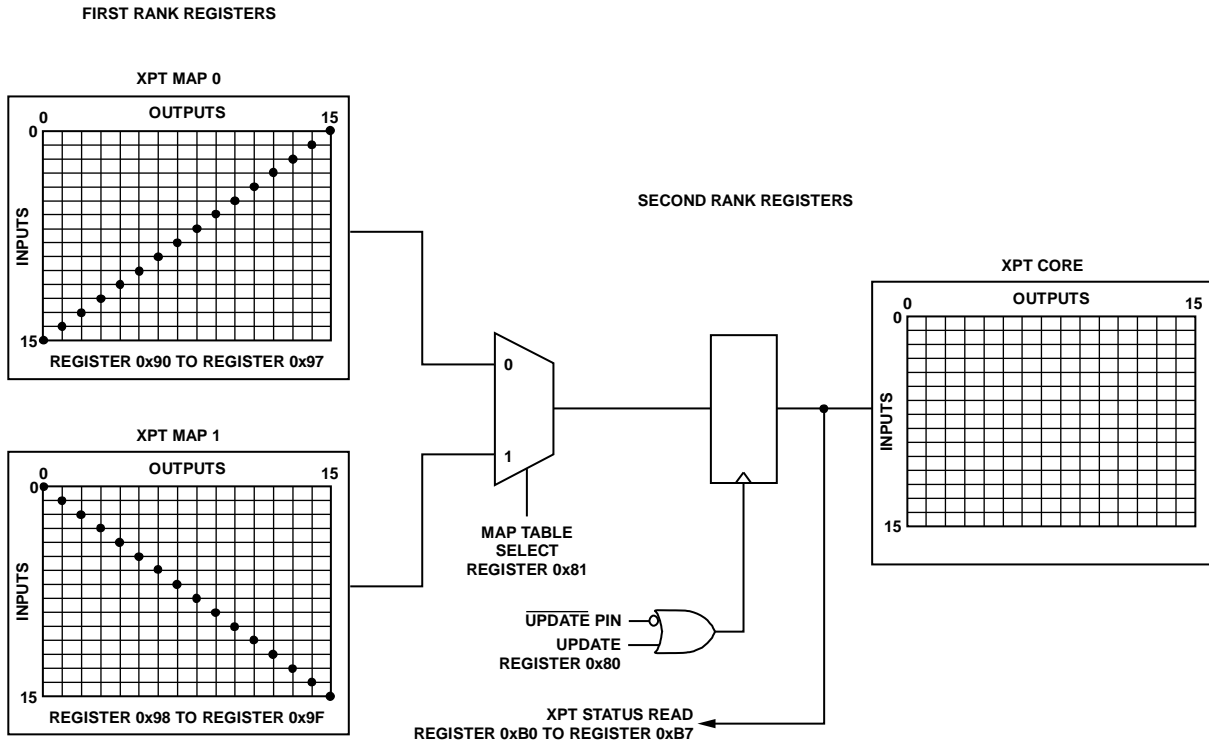 FIRST RANK REGISTERS
XPT MAP 0
0 OUTPUTS 15
0
INPUTS
15
REGISTER 0x90 TO REGISTER 0x97
XPT MAP 1
0 OUTPUTS 15
0
INPUTS
15
REGISTER 0x98 TO REGISTER 0x9F
0
1
MAP TABLE
SELECT
REGISTER 0x81
SECOND RANK REGISTERS
UPDATE PIN
UPDATE
REGISTER 0x80
XPT STATUS READ
REGISTER 0xB0 TO REGISTER 0xB7
XPT CORE
0 OUTPUTS 15
0
INPUTS
15